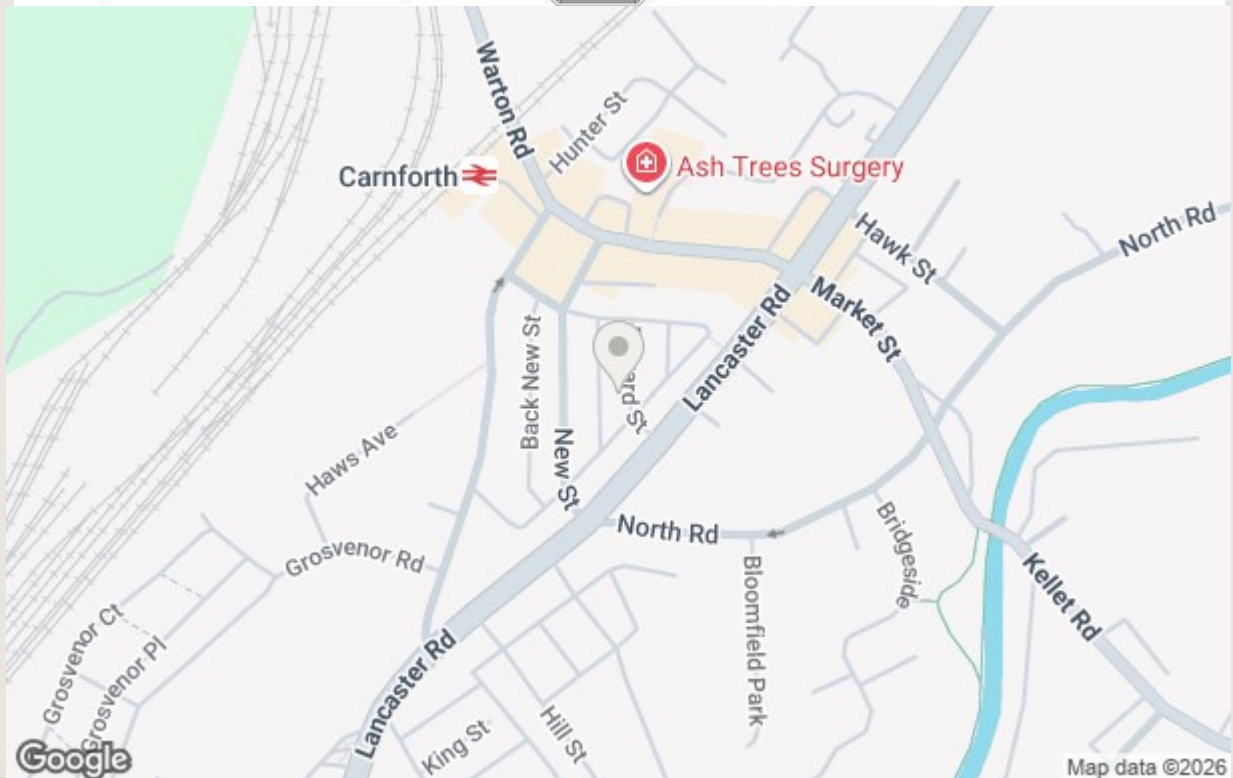 Warton Rd
Hunter St
Carnforth
Ash Trees Surgery
Hawk St
North Rd
Market St
Lancaster Rd
Back New St
New St
Haws Ave
North Rd
Grosvenor Rd
Bridgeside
Kellet Rd
Bloomfield Park
Grosvenor Ct
Grosvenor Pl
Lancaster Rd
King St
Hill St
Google
Map data ©2026